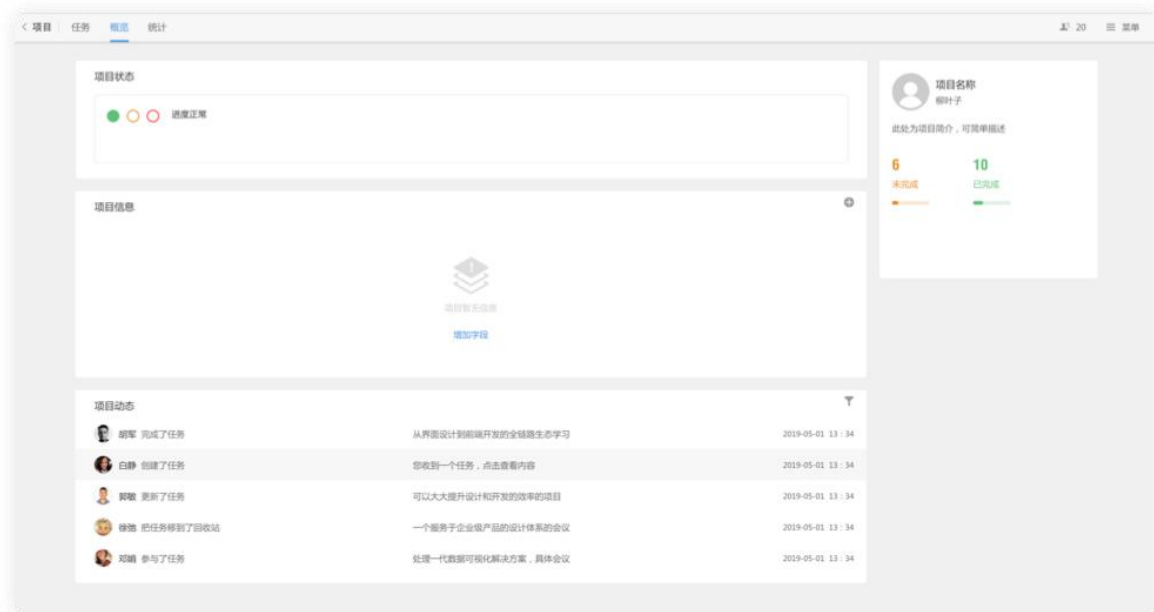 < 项目 任务 概览 统计 20 菜单
项目状态
进度正常
项目信息
项目暂无信息
增加字段
项目动态
胡军 完成了任务 从界面设计到前端开发的全链路生态学习 2019-05-01 13 : 34
白静 创建了任务 您收到一个任务，点击查看内容 2019-05-01 13 : 34
郭敏 更新了任务 可以大大提升设计和开发的效率的项目 2019-05-01 13 : 34
徐弛 把任务移到了回收站 一个服务于企业级产品的设计体系的会议 2019-05-01 13 : 34
邓娟 参与了任务 处理一代数据可视化解决方案，具体会议 2019-05-01 13 : 34
项目名称
柳叶子
此处为项目简介，可简单描述
6 10
未完成 已完成